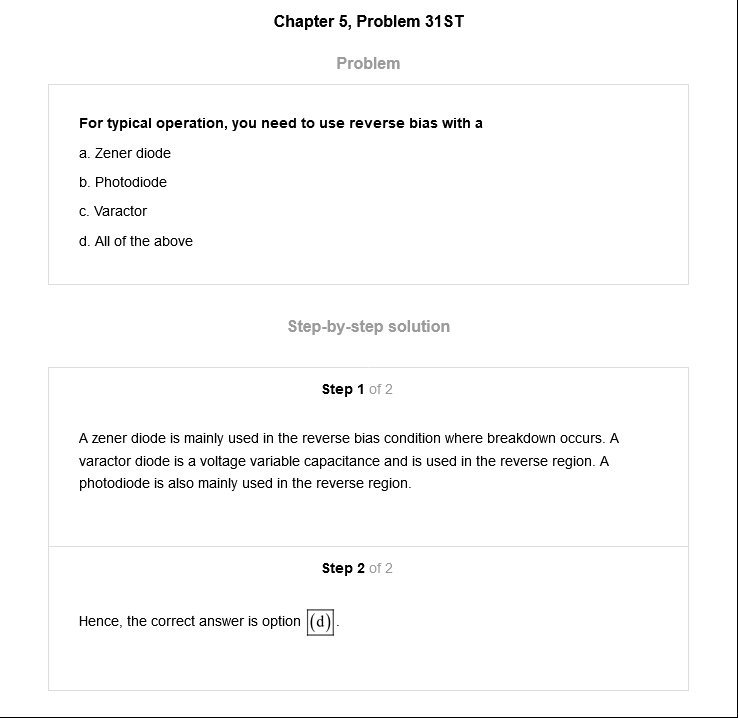 Chapter 5, Problem 31ST
Problem
For typical operation, you need to use reverse bias with a
a. Zener diode
b. Photodiode
c. Varactor
d. All of the above
Step-by-step solution
Step 1 of 2
A zener diode is mainly used in the reverse bias condition where breakdown occurs. A
varactor diode is a voltage variable capacitance and is used in the reverse region. A
photodiode is also mainly used in the reverse region.
Step 2 of 2
Hence, the correct answer is option (d).